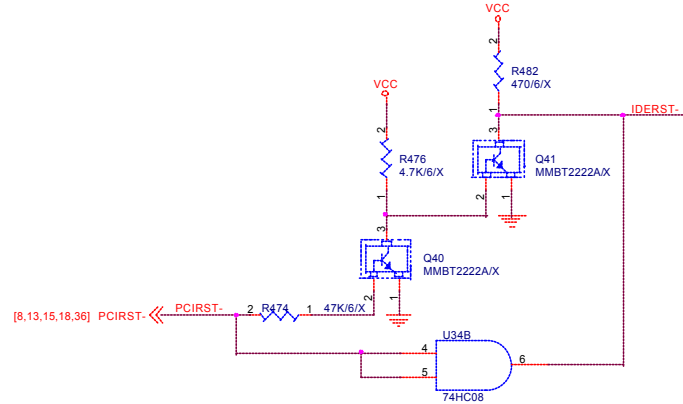 VCC
2
R482
470/6/X
1
IDERST-
VCC
3
Q41
MMBT2222A/X
2
1
2
R476
4.7K/6/X
1
3
Q40
MMBT2222A/X
2
1
[8,13,15,18,36] PCIRST-
PCIRST-
2
R474
1
47K/6/X
U34B
4
5
6
74HC08